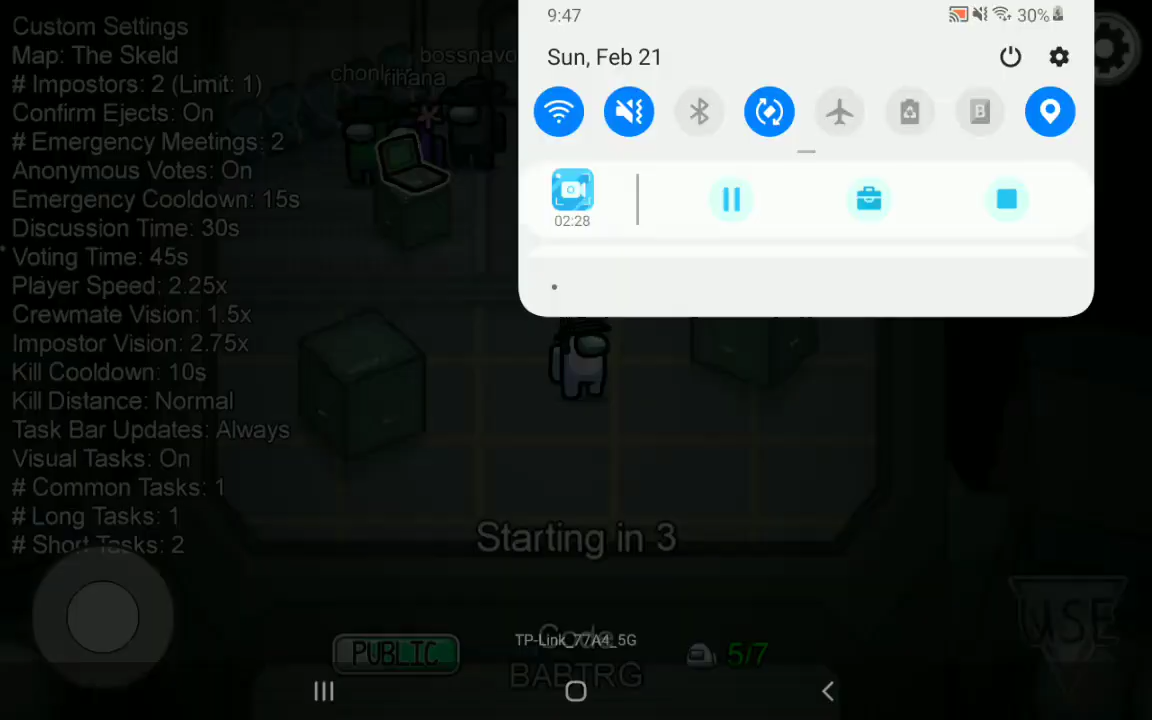 Custom Settings
Map: The Skeld
# Impostors: 2 (Limit: 1)
Confirm Ejects: On
# Emergency Meetings: 2
Anonymous Votes: On
Emergency Cooldown: 15s
Discussion Time: 30s
Voting Time: 45s
Player Speed: 2.25x
Crewmate Vision: 1.5x
Impostor Vision: 2.75x
Kill Cooldown: 10s
Kill Distance: Normal
Task Bar Updates: Always
Visual Tasks: On
# Common Tasks: 1
# Long Tasks: 1
# Short Tasks: 2
bossnavo
rihana
9:47
30%
Sun, Feb 21
B
02:28
Starting in 3
USE
PUBLIC
Code
TP-Link_77A4_5G
BABTRG
5/7